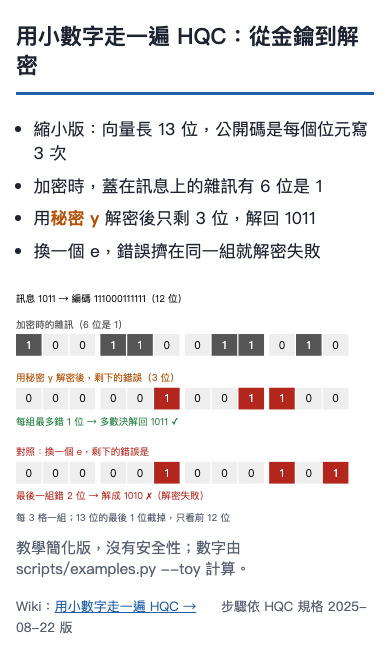 用小數字走一遍 HQC：從金鑰到解
密
• 縮小版：向量長 13 位，公開碼是每個位元寫
3 次
• 加密時，蓋在訊息上的雜訊有 6 位是 1
• 用秘密 y 解密後只剩 3 位，解回 1011
• 換一個 e，錯誤擠在同一組就解密失敗
訊息 1011 → 編碼 111000111111（12 位）
加密時的雜訊（6 位是 1）
1 0 0 1 1 0 0 1 1 0 1 0
用秘密 y 解密後，剩下的錯誤（3 位）
0 0 0 0 0 1 0 0 1 1 0 0
每組最多錯 1 位 → 多數決解回 1011 ✓
對照：換一個 e，剩下的錯誤是
0 0 0 0 0 1 0 0 0 1 0 1
最後一組錯 2 位 → 解成 1010 ✗（解密失敗）
每 3 格一組；13 位的最後 1 位截掉，只看前 12 位
教學簡化版，沒有安全性；數字由
scripts/examples.py --toy 計算。
Wiki：用小數字走一遍 HQC → 步驟依 HQC 規格 2025-
08-22 版